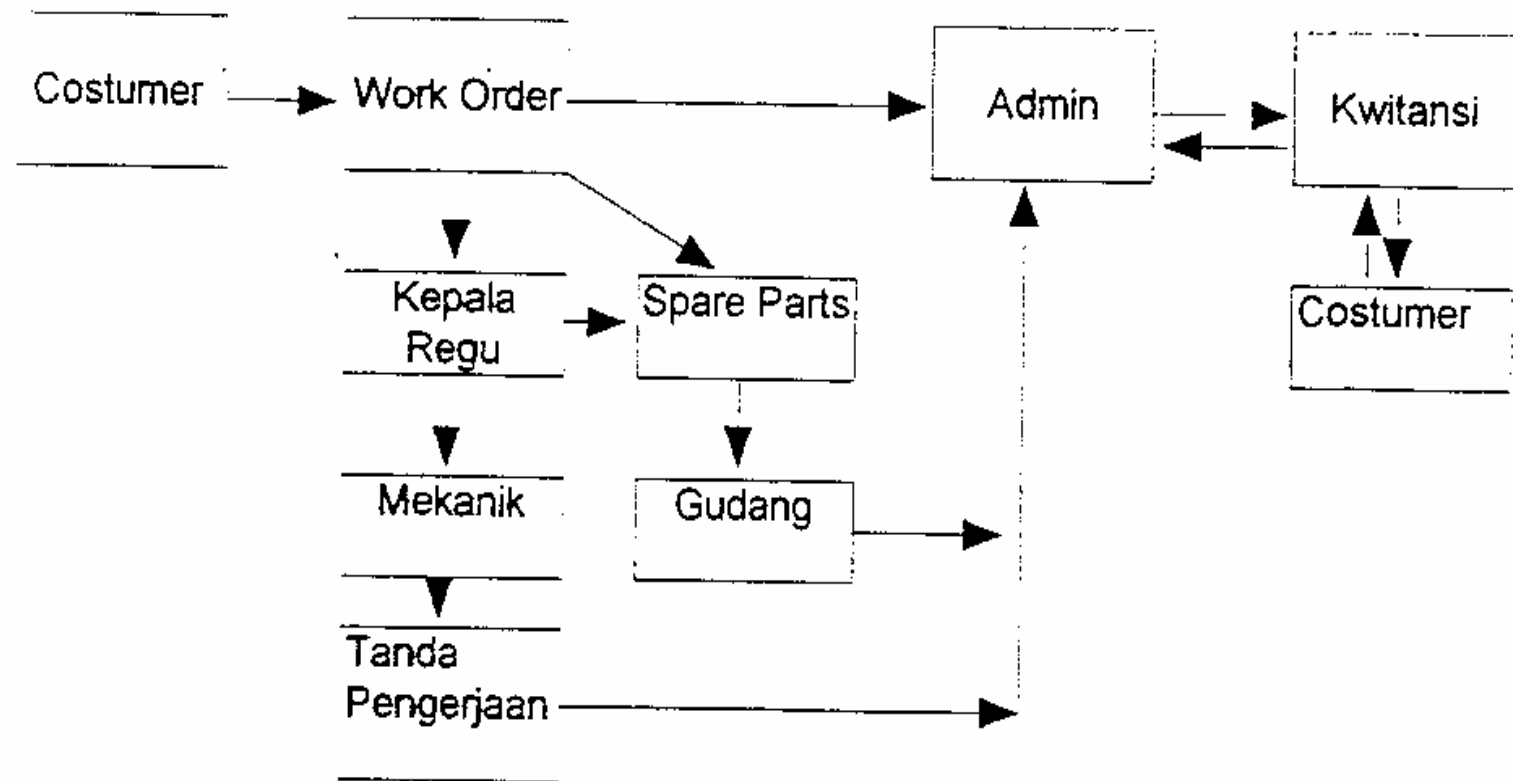 Costumer
Work Order
Admin
Kwitansi
Kepala
Regu
Spare Parts
Costumer
Mekanik
Gudang
Tanda
Pengerjaan